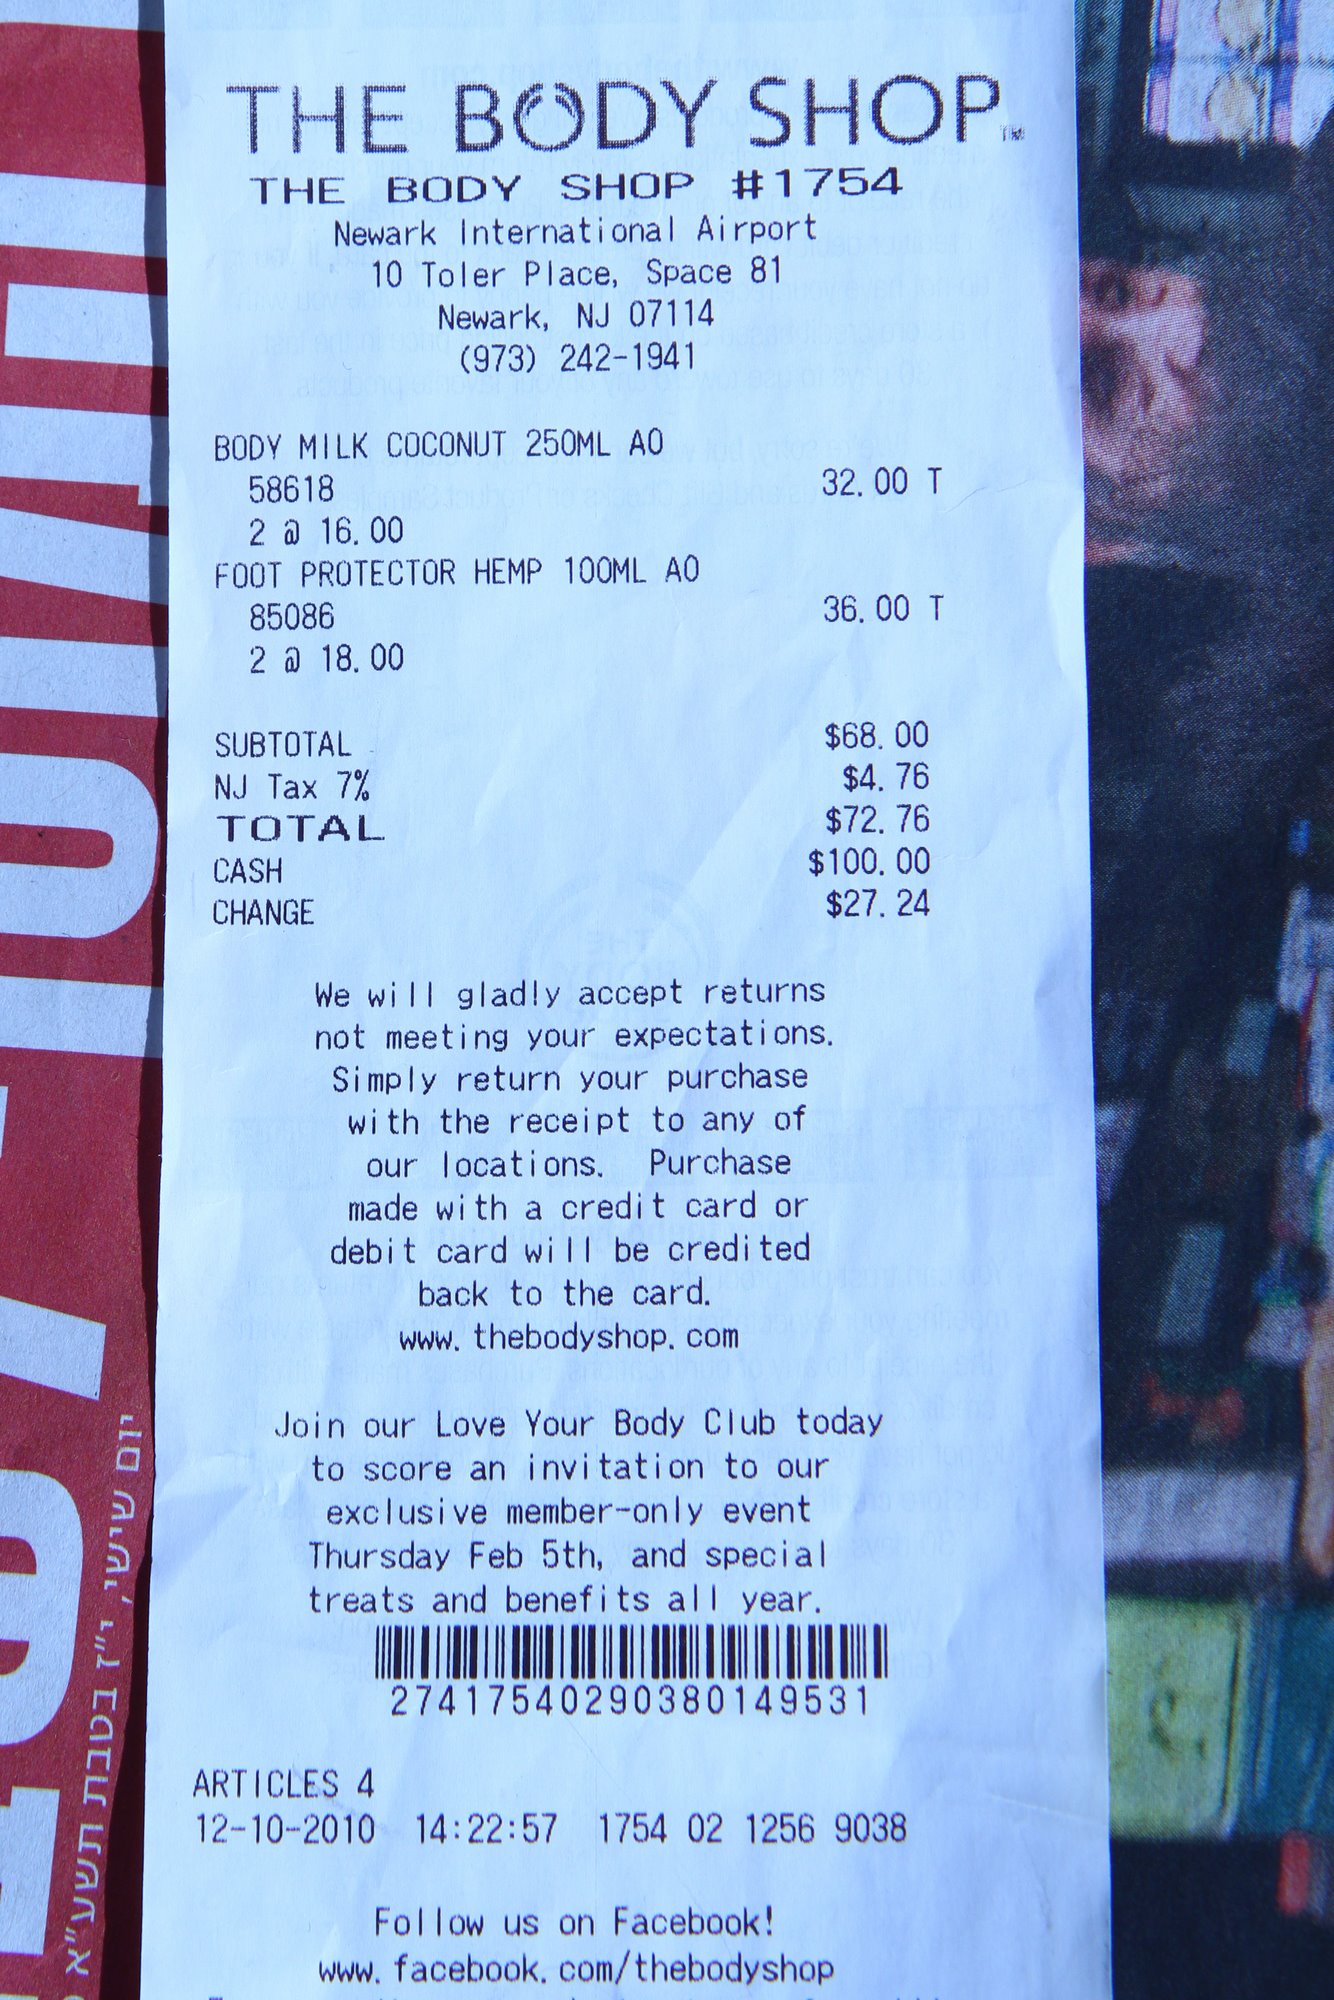 THE BODY SHOP™
THE BODY SHOP #1754
Newark International Airport
10 Toler Place, Space 81
Newark, NJ 07114
(973) 242-1941
BODY MILK COCONUT 250ML AO
58618 32.00 T
2 @ 16.00
FOOT PROTECTOR HEMP 100ML AO
85086 36.00 T
2 @ 18.00
SUBTOTAL $68.00
NJ Tax 7% $4.76
TOTAL $72.76
CASH $100.00
CHANGE $27.24
We will gladly accept returns
not meeting your expectations.
Simply return your purchase
with the receipt to any of
our locations. Purchase
made with a credit card or
debit card will be credited
back to the card.
www.thebodyshop.com
Join our Love Your Body Club today
to score an invitation to our
exclusive member-only event
Thursday Feb 5th, and special
treats and benefits all year.
27417540290380149531
ARTICLES 4
12-10-2010 14:22:57 1754 02 1256 9038
Follow us on Facebook!
www.facebook.com/thebodyshop
יום שישי, י"ז בטבת תשע"א